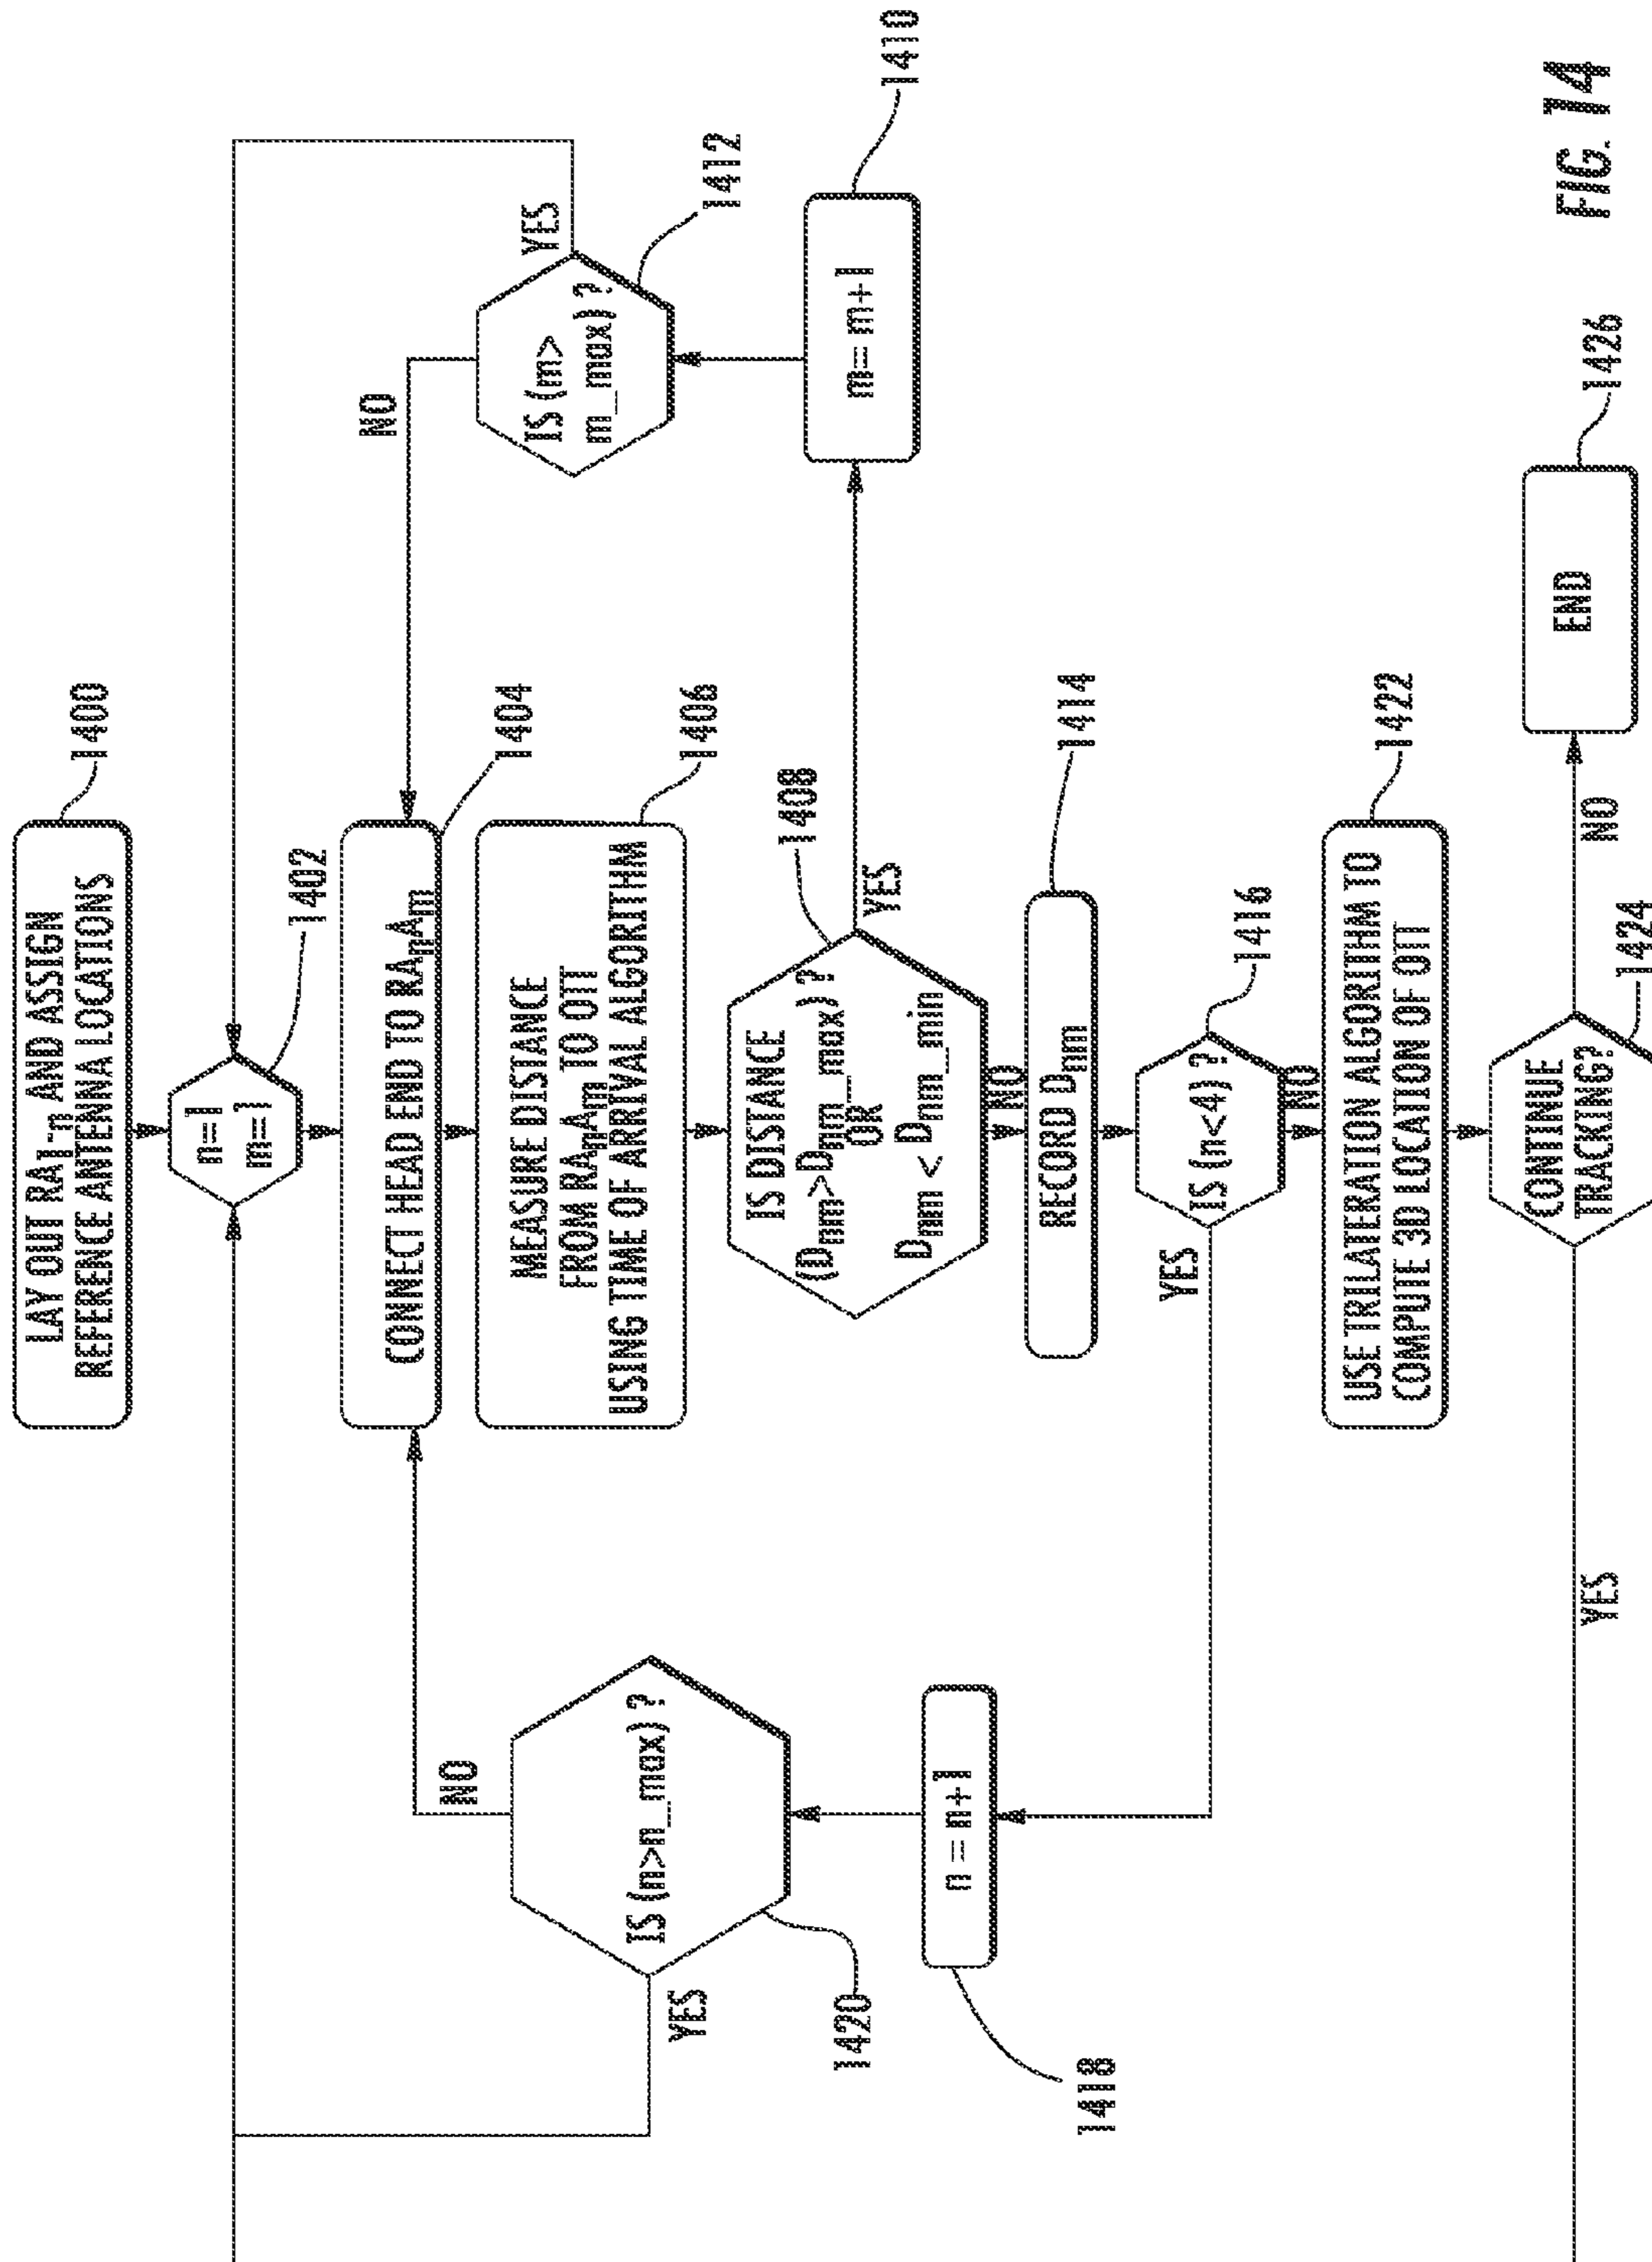 LAY OUT RA1-n AND ASSIGN
REFERENCE ANTENNA LOCATIONS
1400
n=1
m=1
1402
CONNECT HEAD END TO RAnAm
1404
MEASURE DISTANCE
FROM RAnAm TO OTT
USING TIME OF ARRIVAL ALGORITHM
1406
IS DISTANCE
(Dnm>Dnm_max) ?
OR
Dnm < Dnm_min
1408
YES
NO
m=m+1
1410
IS (m>
m_max) ?
1412
YES
NO
RECORD Dnm
1414
IS (n<4) ?
1416
YES
NO
n=n+1
1418
IS (n>n_max) ?
1420
YES
NO
USE TRILATERATION ALGORITHM TO
COMPUTE 3D LOCATION OF OTT
1422
CONTINUE
TRACKING?
1424
YES
NO
END
1426
FIG. 14